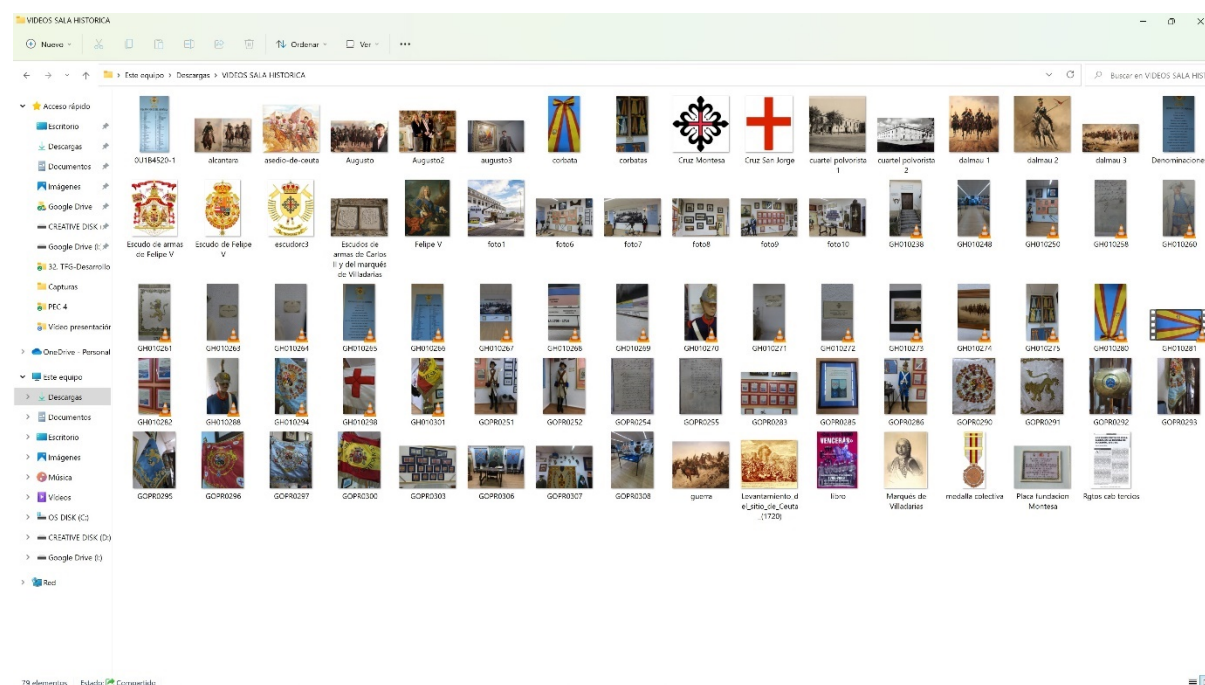 VIDEOS SALA HISTORICA
Nuevo
Ordenar
Ver
Este equipo > Descargas > VIDEOS SALA HISTORICA
Buscar en VIDEOS SALA HIS
Acceso rápido
Escritorio
Descargas
Documentos
Imágenes
Google Drive
CREATIVE DISK
Google Drive (I:
32. TFG-Desarrollo
Capturas
PEC 4
Vídeo presentación
OneDrive - Personal
Este equipo
Descargas
Documentos
Escritorio
Imágenes
Música
Vídeos
OS DISK (C:)
CREATIVE DISK (D:)
Google Drive (I:)
Red
0U1B4520-1
alcantara
asedio-de-ceuta
Augusto
Augusto2
augusto3
corbata
corbatas
Cruz Montesa
Cruz San Jorge
cuartel polvorista
1
cuartel polvorista
2
dalmau 1
dalmau 2
dalmau 3
Denominacione
Escudo de armas
de Felipe V
Escudo de Felipe
V
escudorc3
Escudos de
armas de Carlos
II y del marqués
de Villadarias
Felipe V
foto1
foto6
foto7
foto8
foto9
foto10
GH010238
GH010248
GH010250
GH010258
GH010260
GH010261
GH010263
GH010264
GH010265
GH010266
GH010267
GH010268
GH010269
GH010270
GH010271
GH010272
GH010273
GH010274
GH010275
GH010280
GH010281
GH010282
GH010288
GH010294
GH010298
GH010301
GOPR0251
GOPR0252
GOPR0254
GOPR0255
GOPR0283
GOPR0285
GOPR0286
GOPR0290
GOPR0291
GOPR0292
GOPR0293
GOPR0295
GOPR0296
GOPR0297
GOPR0300
GOPR0303
GOPR0306
GOPR0307
GOPR0308
guerra
Levantamiento_d
el_sitio_de_Ceuta
_(1720)
VENCERÁS
libro
Marqués de
Villadarias
medalla colectiva
Placa fundacion
Montesa
Rgtos cab tercios
79 elementos
Estado: Compartido